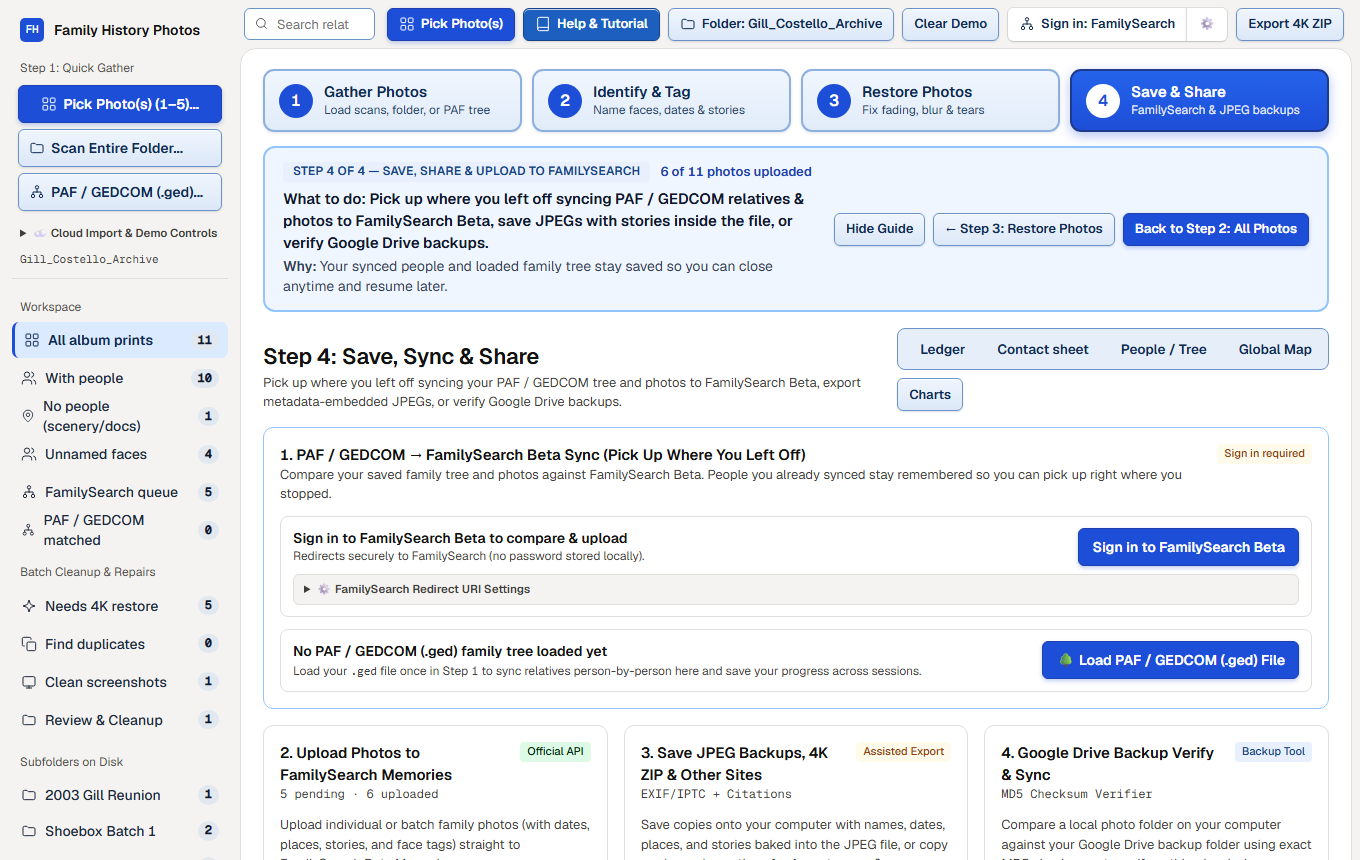 FH Family History Photos
Step 1: Quick Gather
Pick Photo(s) (1–5)...
Scan Entire Folder...
PAF / GEDCOM (.ged)...
Cloud Import & Demo Controls
Gill_Costello_Archive
Workspace
All album prints 11
With people 10
No people
(scenery/docs) 1
Unnamed faces 4
FamilySearch queue 5
PAF / GEDCOM
matched 0
Batch Cleanup & Repairs
Needs 4K restore 5
Find duplicates 0
Clean screenshots 1
Review & Cleanup 1
Subfolders on Disk
2003 Gill Reunion 1
Shoebox Batch 1 2
Search relat
Pick Photo(s)
Help & Tutorial
Folder: Gill_Costello_Archive
Clear Demo
Sign in: FamilySearch
Export 4K ZIP
1 Gather Photos
Load scans, folder, or PAF tree
2 Identify & Tag
Name faces, dates & stories
3 Restore Photos
Fix fading, blur & tears
4 Save & Share
FamilySearch & JPEG backups
STEP 4 OF 4 — SAVE, SHARE & UPLOAD TO FAMILYSEARCH 6 of 11 photos uploaded
What to do: Pick up where you left off syncing PAF / GEDCOM relatives &
photos to FamilySearch Beta, save JPEGs with stories inside the file, or
verify Google Drive backups.
Why: Your synced people and loaded family tree stay saved so you can close
anytime and resume later.
Hide Guide
← Step 3: Restore Photos
Back to Step 2: All Photos
Step 4: Save, Sync & Share
Pick up where you left off syncing your PAF / GEDCOM tree and photos to FamilySearch Beta, export
metadata-embedded JPEGs, or verify Google Drive backups.
Ledger Contact sheet People / Tree Global Map
Charts
1. PAF / GEDCOM → FamilySearch Beta Sync (Pick Up Where You Left Off)
Sign in required
Compare your saved family tree and photos against FamilySearch Beta. People you already synced stay remembered so you can pick up right where you
stopped.
Sign in to FamilySearch Beta to compare & upload
Redirects securely to FamilySearch (no password stored locally).
Sign in to FamilySearch Beta
FamilySearch Redirect URI Settings
No PAF / GEDCOM (.ged) family tree loaded yet
Load your .ged file once in Step 1 to sync relatives person-by-person here and save your progress across sessions.
Load PAF / GEDCOM (.ged) File
2. Upload Photos to
FamilySearch Memories
Official API
5 pending · 6 uploaded
Upload individual or batch family photos (with dates,
places, stories, and face tags) straight to
3. Save JPEG Backups, 4K
ZIP & Other Sites
Assisted Export
EXIF/IPTC + Citations
Save copies onto your computer with names, dates,
places, and stories baked into the JPEG file, or copy
4. Google Drive Backup Verify
& Sync
Backup Tool
MD5 Checksum Verifier
Compare a local photo folder on your computer
against your Google Drive backup folder using exact